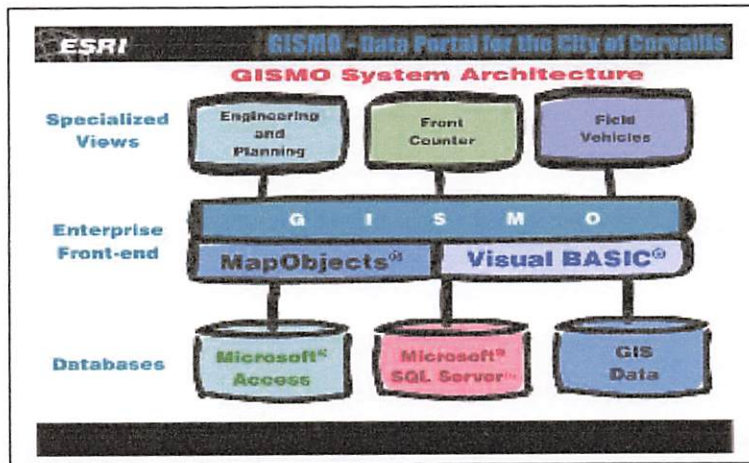 ESRI
GISMO - Data Portal for the City of Corvallis
GISMO System Architecture
Specialized
Views
Engineering
and
Planning
Front
Counter
Field
Vehicles
Enterprise
Front-end
G I S M O
MapObjects®
Visual BASIC®
Databases
Microsoft®
Access
Microsoft®
SQL Server™
GIS
Data